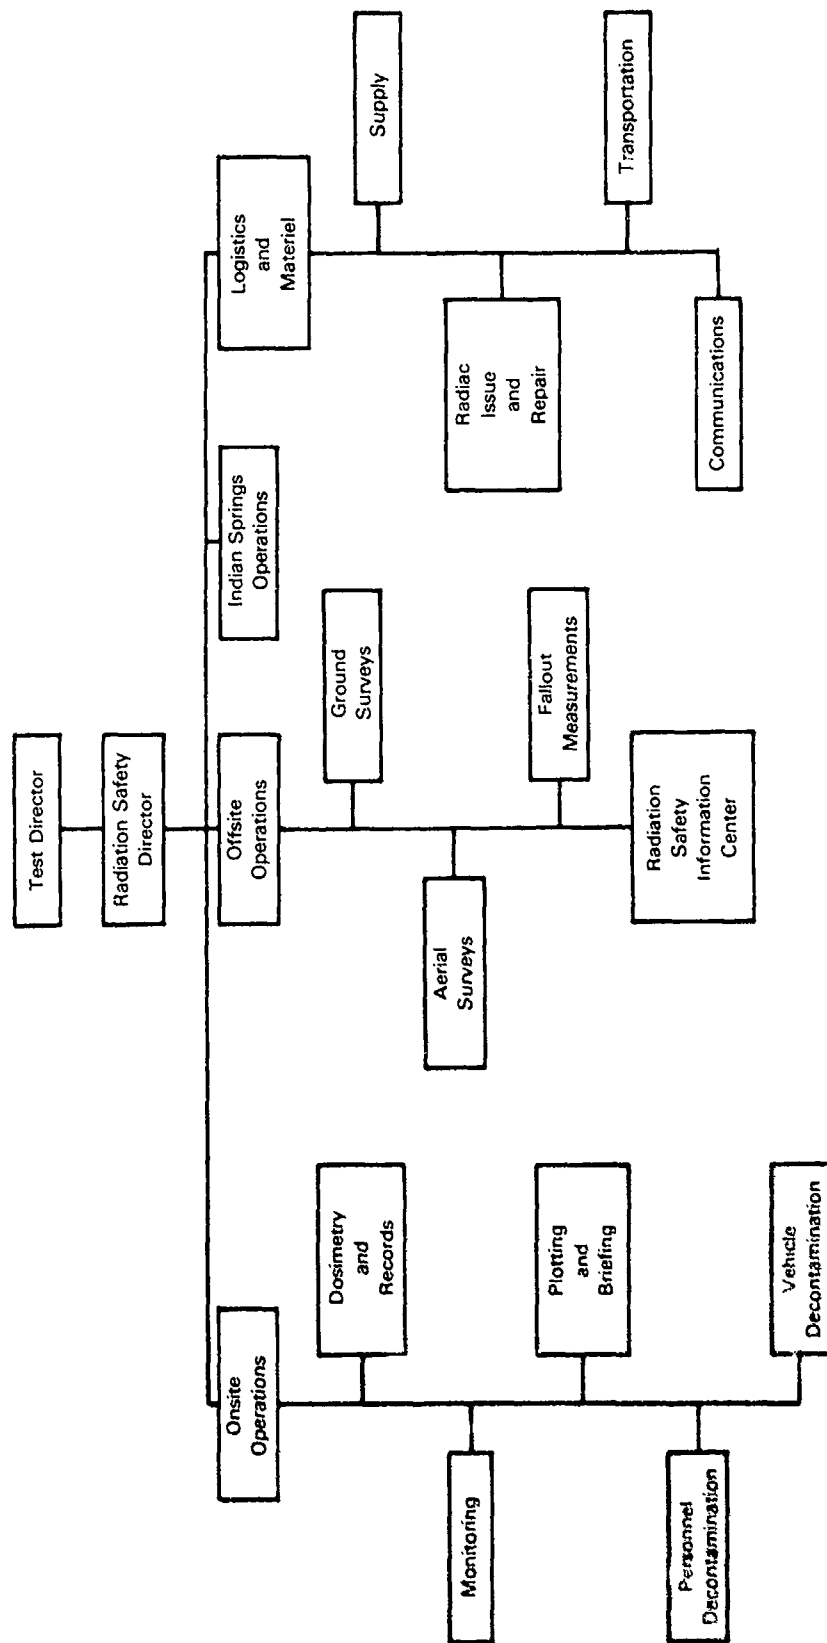 Test Director
Radiation Safety
Director
Onsite
Operations
Offsite
Operations
Indian Springs
Operations
Logistics
and
Materiel
Dosimetry
and
Records
Monitoring
Plotting
and
Briefing
Personnel
Decontamination
Vehicle
Decontamination
Ground
Surveys
Aerial
Surveys
Fallout
Measurements
Radiation
Safety
Information
Center
Supply
Radiac
Issue
and
Repair
Transportation
Communications